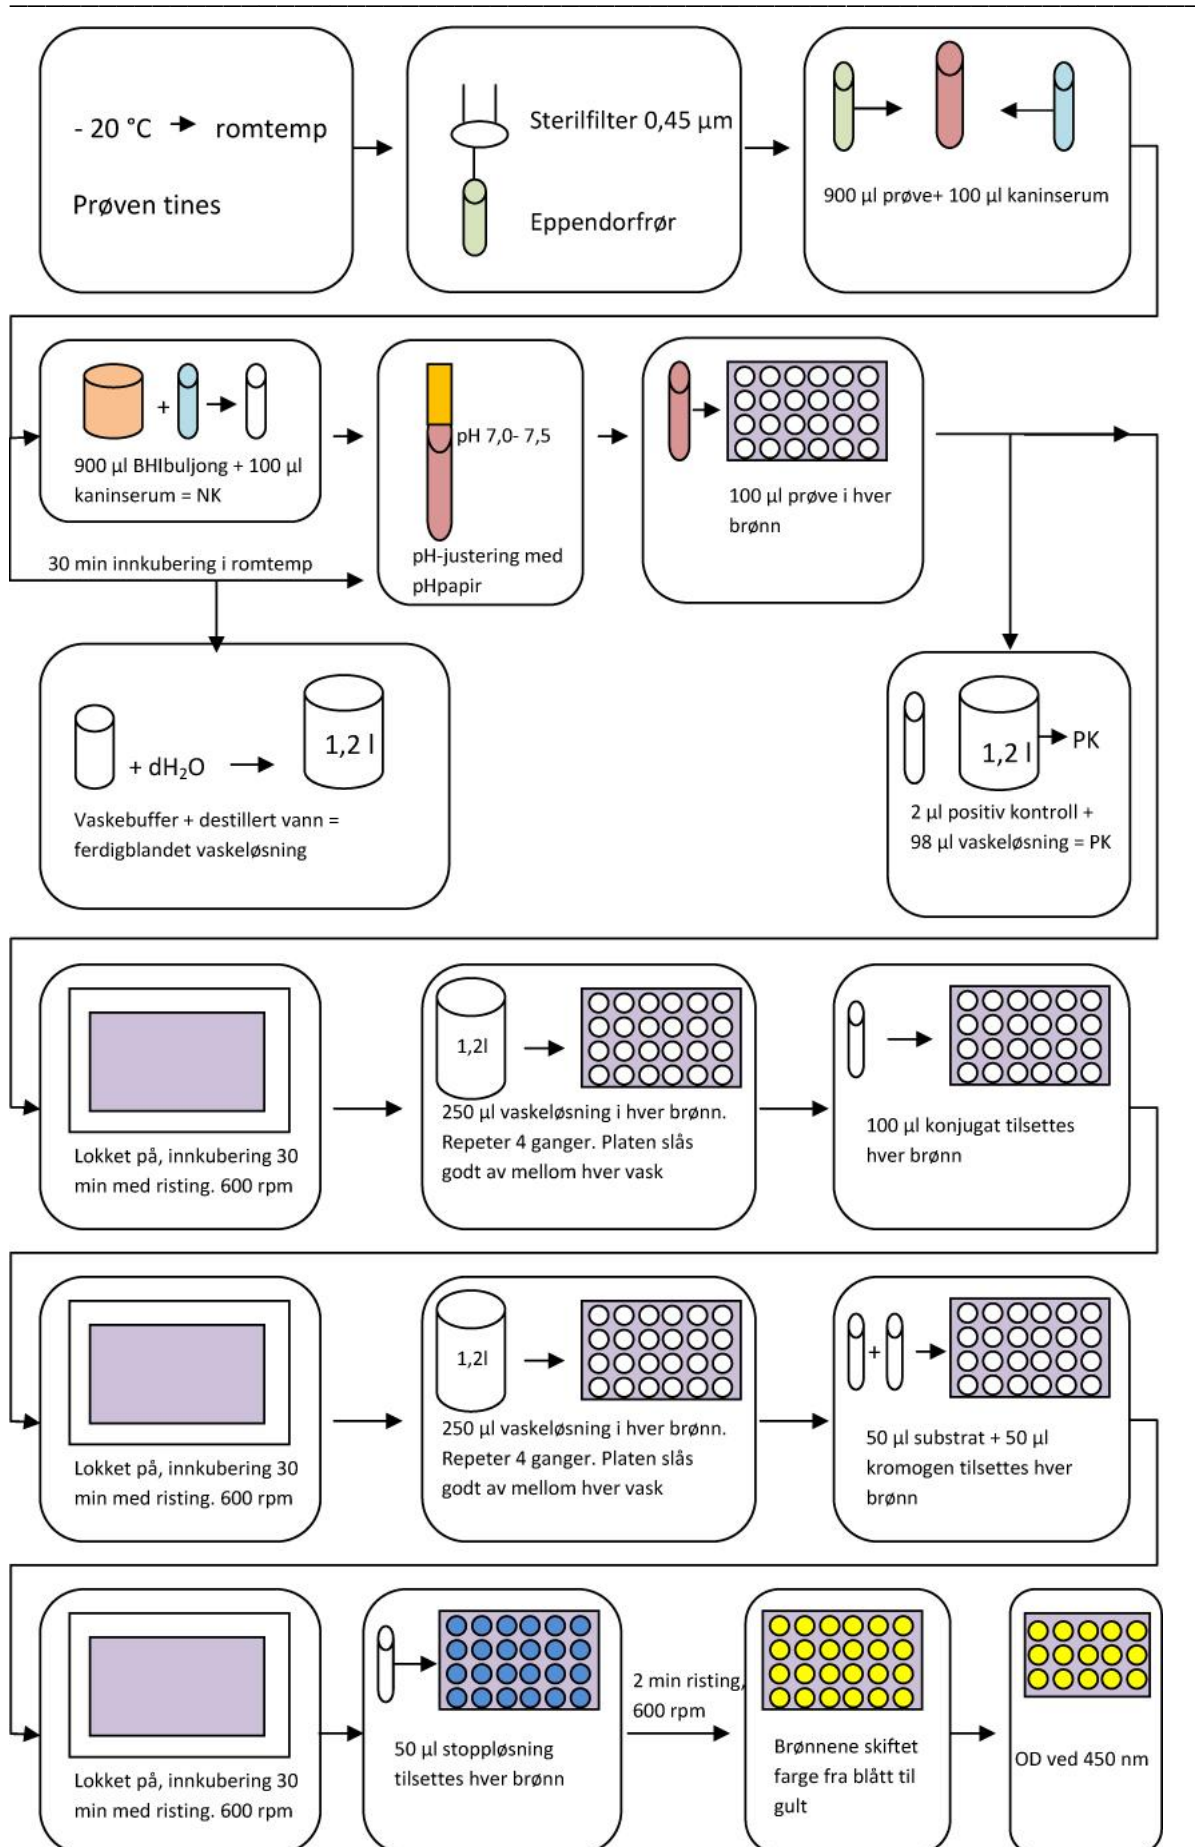 - 20 °C → romtemp
Prøven tines
Sterilfilter 0,45 µm
Eppendorfrør
900 µl prøve+ 100 µl kaninserum
+
900 µl BHIbuljong + 100 µl
kaninserum = NK
30 min innkubering i romtemp
pH 7,0- 7,5
pH-justering med
pHpapir
100 µl prøve i hver
brønn
+ dH₂O
1,2 l
Vaskebuffer + destillert vann =
ferdigblandet vaskeløsning
1,2 l
PK
2 µl positiv kontroll +
98 µl vaskeløsning = PK
Lokket på, innkubering 30
min med risting. 600 rpm
1,2l
250 µl vaskeløsning i hver brønn.
Repeter 4 ganger. Platen slås
godt av mellom hver vask
100 µl konjugat tilsettes
hver brønn
Lokket på, innkubering 30
min med risting. 600 rpm
1,2l
250 µl vaskeløsning i hver brønn.
Repeter 4 ganger. Platen slås
godt av mellom hver vask
+
50 µl substrat + 50 µl
kromogen tilsettes hver
brønn
Lokket på, innkubering 30
min med risting. 600 rpm
50 µl stoppløsning
tilsettes hver brønn
2 min risting,
600 rpm
Brønnene skiftet
farge fra blått til
gult
OD ved 450 nm